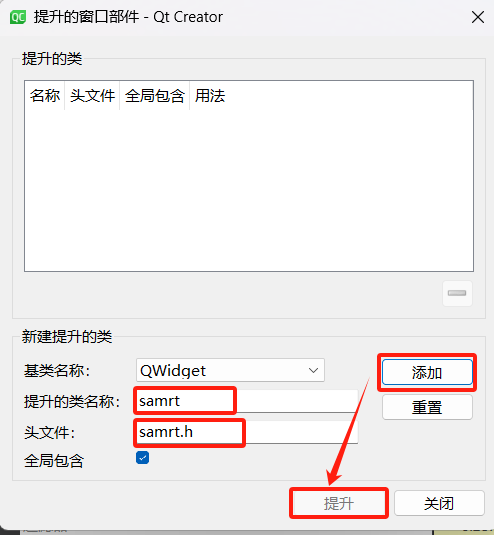 提升的窗口部件 - Qt Creator
提升的类
名称 头文件 全局包含 用法
新建提升的类
基类名称: QWidget 添加
提升的类名称: samrt 重置
头文件: samrt.h
全局包含
提升 关闭